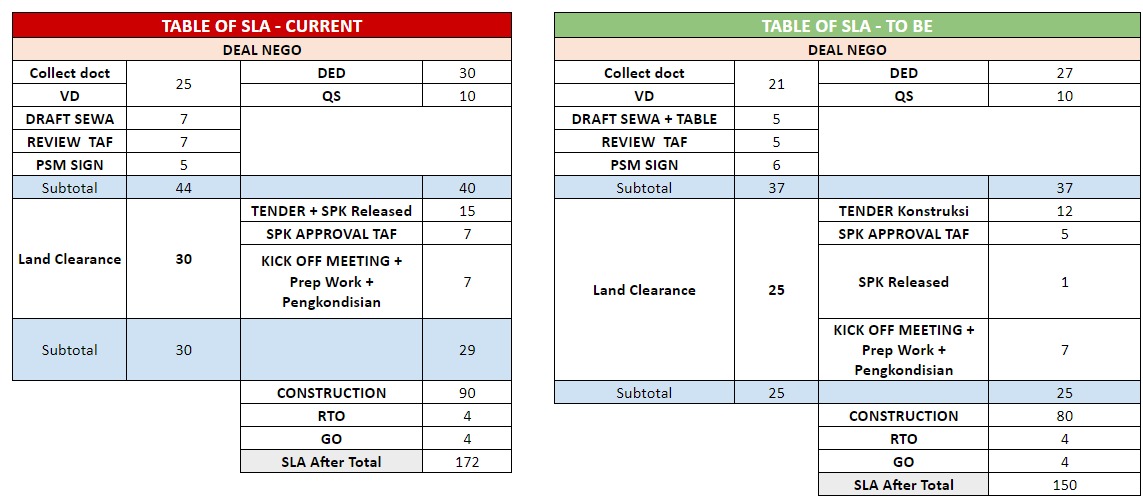 TABLE OF SLA - CURRENT
DEAL NEGO
Collect doct 25 DED 30
VD QS 10
DRAFT SEWA 7
REVIEW TAF 7
PSM SIGN 5
Subtotal 44 40
Land Clearance 30 TENDER + SPK Released 15
SPK APPROVAL TAF 7
KICK OFF MEETING +
Prep Work +
Pengkondisian
7
Subtotal 30 29
CONSTRUCTION 90
RTO 4
GO 4
SLA After Total 172
TABLE OF SLA - TO BE
DEAL NEGO
Collect doct 21 DED 27
VD QS 10
DRAFT SEWA + TABLE 5
REVIEW TAF 5
PSM SIGN 6
Subtotal 37 37
Land Clearance 25 TENDER Konstruksi 12
SPK APPROVAL TAF 5
SPK Released 1
KICK OFF MEETING +
Prep Work +
Pengkondisian
7
Subtotal 25 25
CONSTRUCTION 80
RTO 4
GO 4
SLA After Total 150